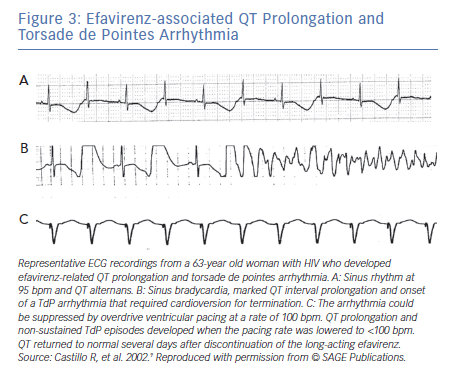 Figure 3: Efavirenz-associated QT Prolongation and
Torsade de Pointes Arrhythmia
A
B
C
Representative ECG recordings from a 63-year old woman with HIV who developed
efavirenz-related QT prolongation and torsade de pointes arrhythmia. A: Sinus rhythm at
95 bpm and QT alternans. B: Sinus bradycardia, marked QT interval prolongation and onset
of a TdP arrhythmia that required cardioversion for termination. C: The arrhythmia could
be suppressed by overdrive ventricular pacing at a rate of 100 bpm. QT prolongation and
non-sustained TdP episodes developed when the pacing rate was lowered to <100 bpm.
QT returned to normal several days after discontinuation of the long-acting efavirenz.
Source: Castillo R, et al. 2002.¹ Reproduced with permission from © SAGE Publications.